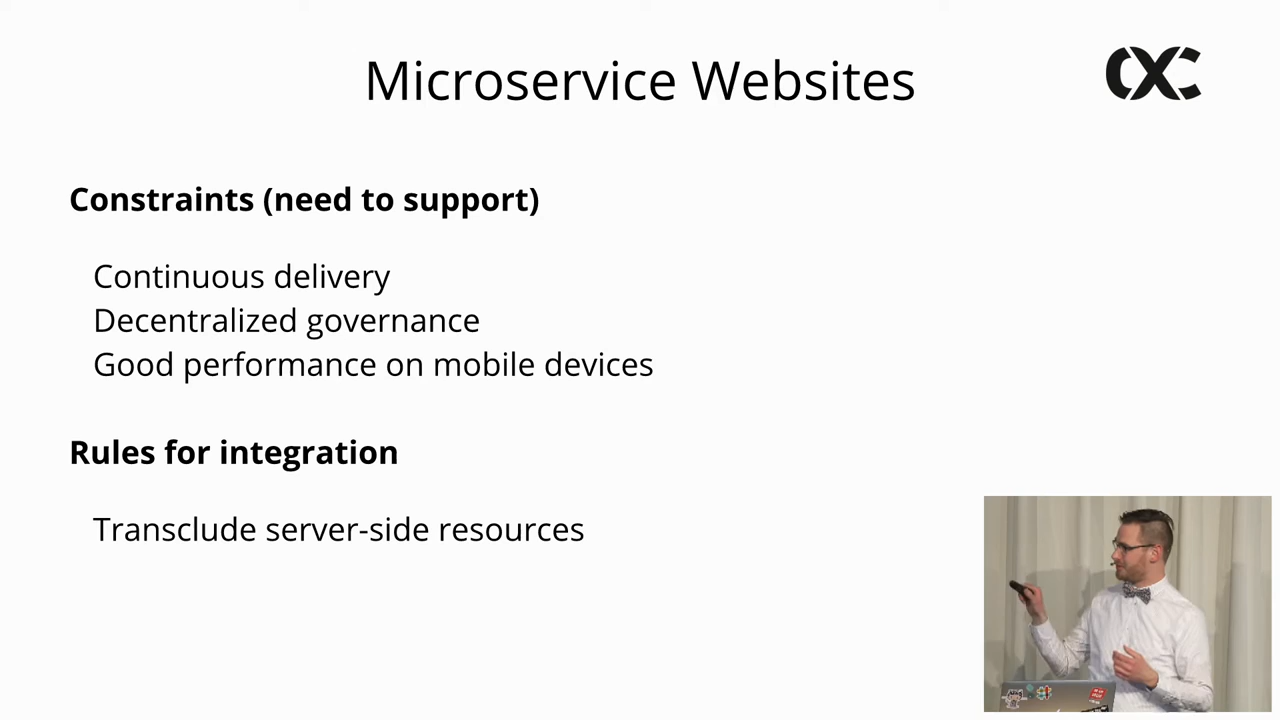 Microservice Websites
Constraints (need to support)
Continuous delivery
Decentralized governance
Good performance on mobile devices
Rules for integration
Transclude server-side resources